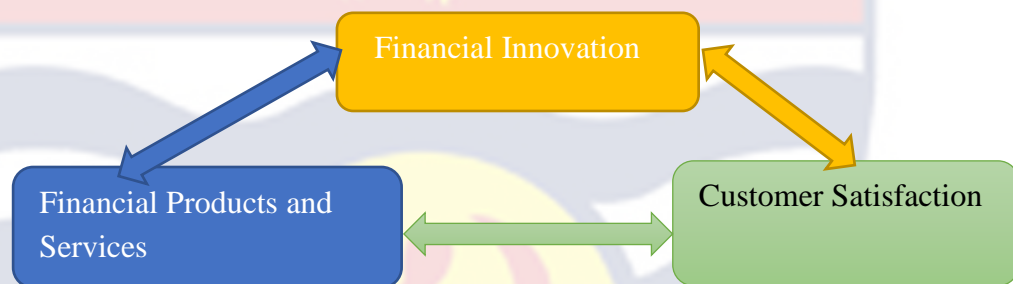 Financial Innovation
Financial Products and
Services
Customer Satisfaction